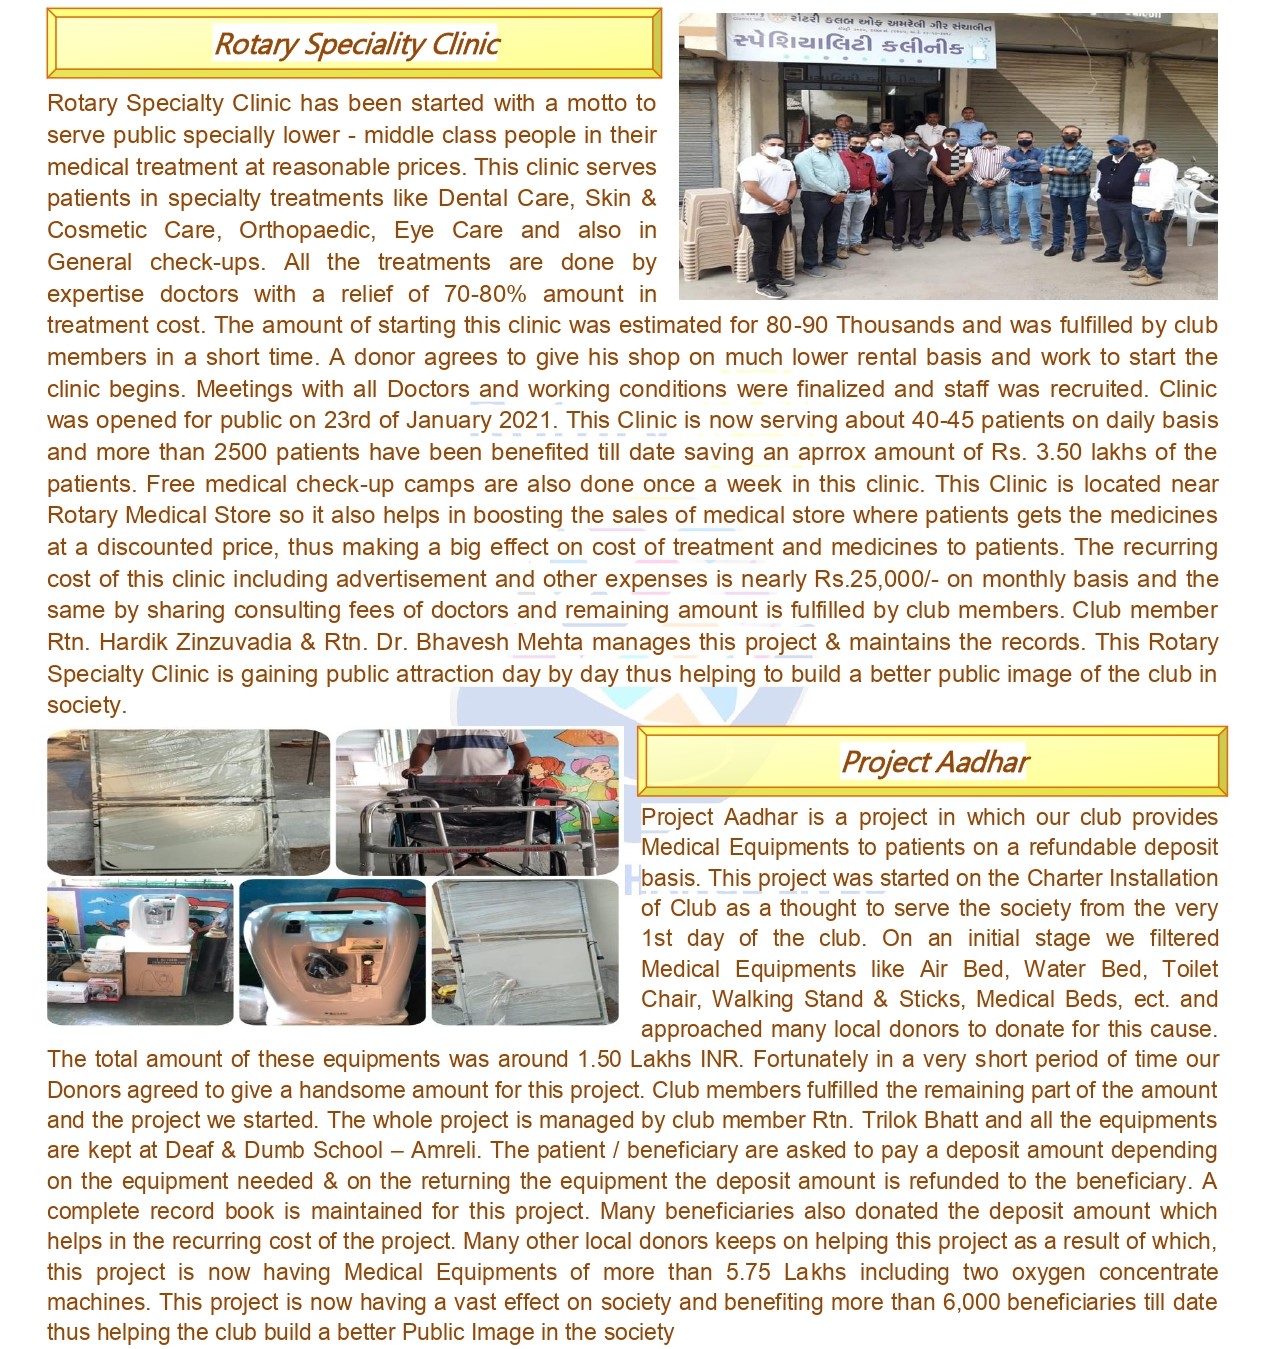 Rotary Speciality Clinic
રોટરી ક્લબ ઓફ અમરેલી ગીર સંચાલીત
સ્પેશિયાલિટી કલીનીક
Rotary Specialty Clinic has been started with a motto to
serve public specially lower - middle class people in their
medical treatment at reasonable prices. This clinic serves
patients in specialty treatments like Dental Care, Skin &
Cosmetic Care, Orthopaedic, Eye Care and also in
General check-ups. All the treatments are done by
expertise doctors with a relief of 70-80% amount in
treatment cost. The amount of starting this clinic was estimated for 80-90 Thousands and was fulfilled by club
members in a short time. A donor agrees to give his shop on much lower rental basis and work to start the
clinic begins. Meetings with all Doctors and working conditions were finalized and staff was recruited. Clinic
was opened for public on 23rd of January 2021. This Clinic is now serving about 40-45 patients on daily basis
and more than 2500 patients have been benefited till date saving an aprrox amount of Rs. 3.50 lakhs of the
patients. Free medical check-up camps are also done once a week in this clinic. This Clinic is located near
Rotary Medical Store so it also helps in boosting the sales of medical store where patients gets the medicines
at a discounted price, thus making a big effect on cost of treatment and medicines to patients. The recurring
cost of this clinic including advertisement and other expenses is nearly Rs.25,000/- on monthly basis and the
same by sharing consulting fees of doctors and remaining amount is fulfilled by club members. Club member
Rtn. Hardik Zinzuvadia & Rtn. Dr. Bhavesh Mehta manages this project & maintains the records. This Rotary
Specialty Clinic is gaining public attraction day by day thus helping to build a better public image of the club in
society.
Project Aadhar
Project Aadhar is a project in which our club provides
Medical Equipments to patients on a refundable deposit
basis. This project was started on the Charter Installation
of Club as a thought to serve the society from the very
1st day of the club. On an initial stage we filtered
Medical Equipments like Air Bed, Water Bed, Toilet
Chair, Walking Stand & Sticks, Medical Beds, ect. and
approached many local donors to donate for this cause.
The total amount of these equipments was around 1.50 Lakhs INR. Fortunately in a very short period of time our
Donors agreed to give a handsome amount for this project. Club members fulfilled the remaining part of the amount
and the project we started. The whole project is managed by club member Rtn. Trilok Bhatt and all the equipments
are kept at Deaf & Dumb School – Amreli. The patient / beneficiary are asked to pay a deposit amount depending
on the equipment needed & on the returning the equipment the deposit amount is refunded to the beneficiary. A
complete record book is maintained for this project. Many beneficiaries also donated the deposit amount which
helps in the recurring cost of the project. Many other local donors keeps on helping this project as a result of which,
this project is now having Medical Equipments of more than 5.75 Lakhs including two oxygen concentrate
machines. This project is now having a vast effect on society and benefiting more than 6,000 beneficiaries till date
thus helping the club build a better Public Image in the society